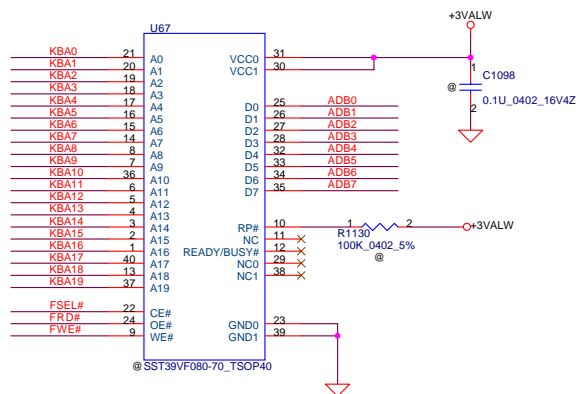 U67
+3VALW
KBA0 21 A0 VCC0 31
KBA1 20 A1 VCC1 30
KBA2 19 A2
KBA3 18 A3
KBA4 17 A4 D0 25 ADB0
KBA5 16 A5 D1 26 ADB1
KBA6 15 A6 D2 27 ADB2
KBA7 14 A7 D3 28 ADB3
KBA8 8 A8 D4 32 ADB4
KBA9 7 A9 D5 33 ADB5
KBA10 36 A10 D6 34 ADB6
KBA11 6 A11 D7 35 ADB7
KBA12 5 A12
KBA13 4 A13
KBA14 3 A14 RP# 10 1 2 +3VALW
KBA15 2 A15 NC 11 R1130
KBA16 1 A16 READY/BUSY# 12 100K_0402_5%
KBA17 40 A17 NC0 29 @
KBA18 13 A18 NC1 38
KBA19 37 A19
FSEL# 22 CE# GND0 23
FRD# 24 OE# GND1 39
FWE# 9 WE#
@ SST39VF080-70_TSOP40
1
C1098
@
0.1U_0402_16V4Z
2